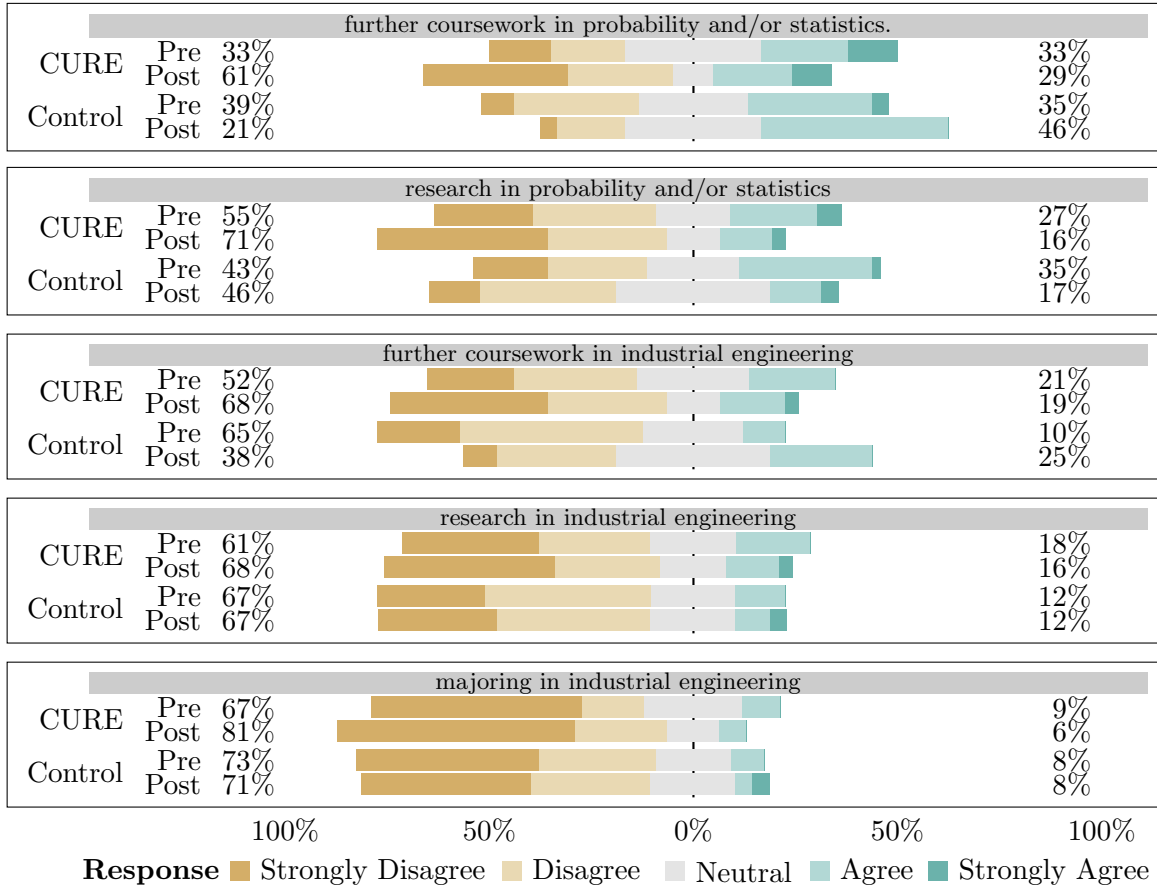 further coursework in probability and/or statistics.
CURE
Pre 33% 33%
Post 61% 29%
Control
Pre 39% 35%
Post 21% 46%
research in probability and/or statistics
CURE
Pre 55% 27%
Post 71% 16%
Control
Pre 43% 35%
Post 46% 17%
further coursework in industrial engineering
CURE
Pre 52% 21%
Post 68% 19%
Control
Pre 65% 10%
Post 38% 25%
research in industrial engineering
CURE
Pre 61% 18%
Post 68% 16%
Control
Pre 67% 12%
Post 67% 12%
majoring in industrial engineering
CURE
Pre 67% 9%
Post 81% 6%
Control
Pre 73% 8%
Post 71% 8%
100% 50% 0% 50% 100%
Response Strongly Disagree Disagree Neutral Agree Strongly Agree